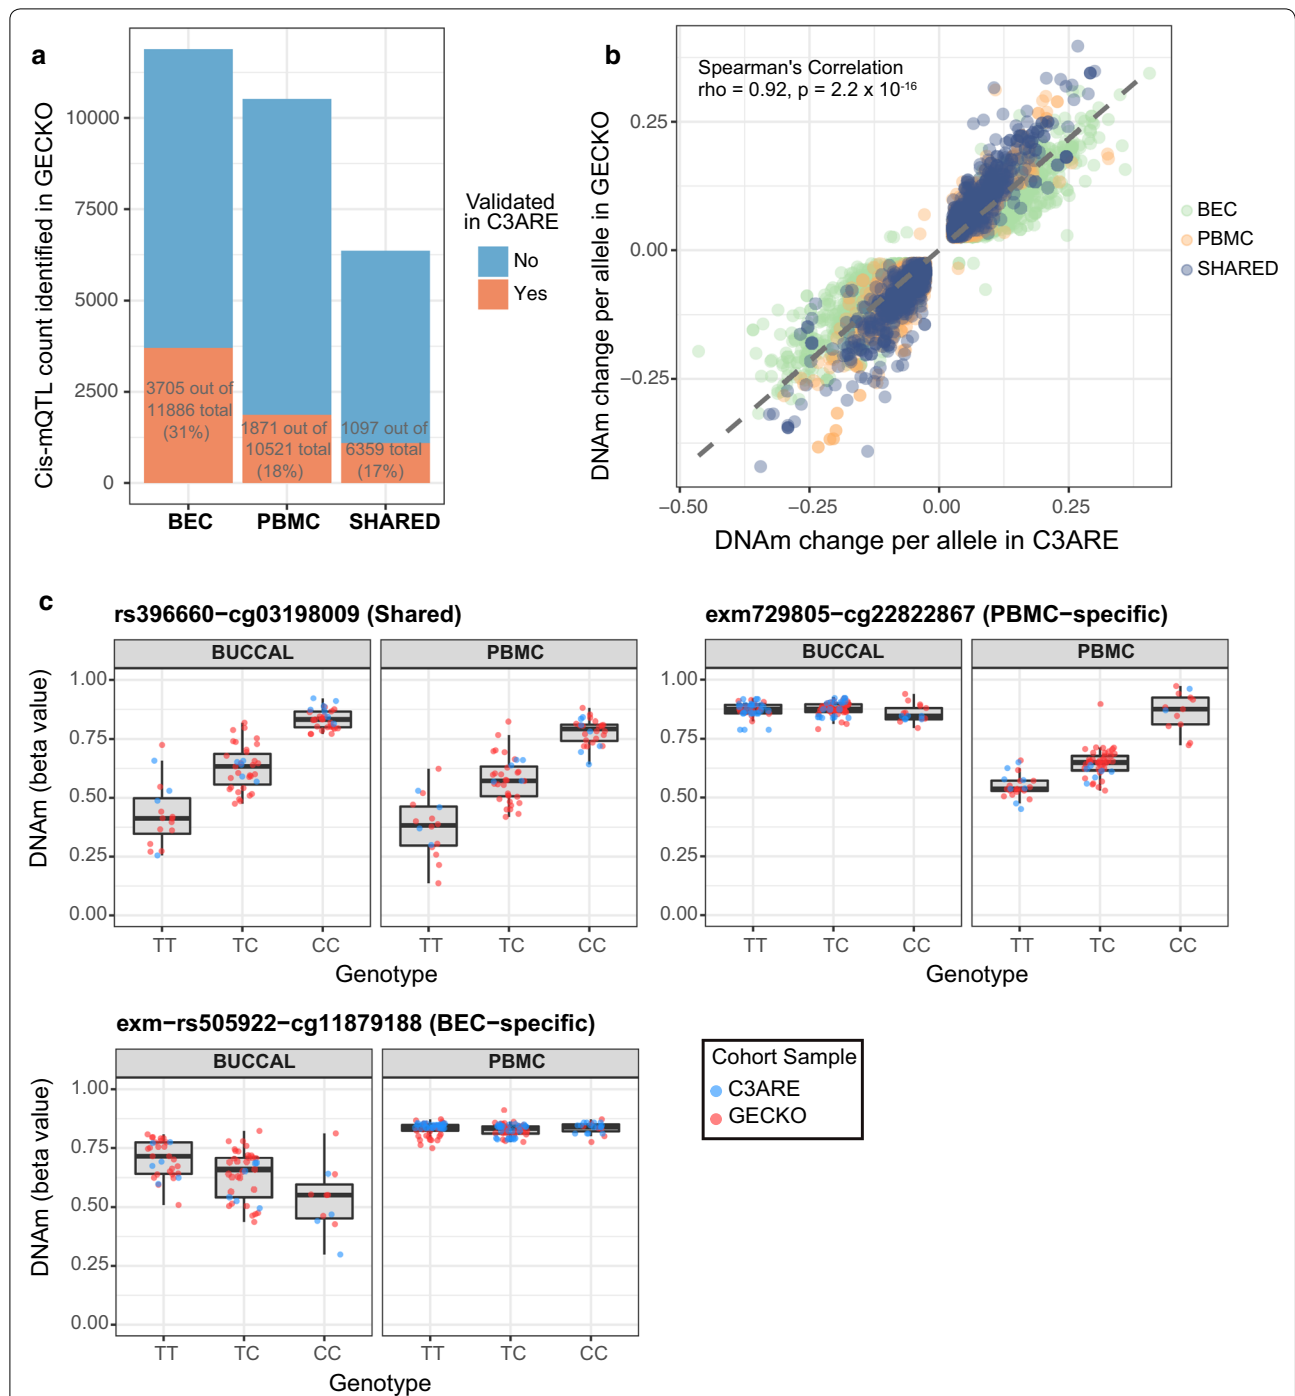 a
Cis-mQTL count identified in GECKO
10000
7500
5000
2500
0
3705 out of
11886 total
(31%)
1871 out of
10521 total
(18%)
1097 out of
6359 total
(17%)
BEC PBMC SHARED
Validated
in C3ARE
No
Yes
b
Spearman's Correlation
rho = 0.92, p = 2.2 x 10-16
DNAm change per allele in GECKO
0.25
0.00
−0.25
−0.50 −0.25 0.00 0.25
DNAm change per allele in C3ARE
BEC
PBMC
SHARED
c
rs396660−cg03198009 (Shared)
BUCCAL PBMC
DNAm (beta value)
1.00
0.75
0.50
0.25
0.00
TT TC CC TT TC CC
Genotype
exm729805−cg22822867 (PBMC−specific)
BUCCAL PBMC
1.00
0.75
0.50
0.25
0.00
TT TC CC TT TC CC
Genotype
exm−rs505922−cg11879188 (BEC−specific)
BUCCAL PBMC
DNAm (beta value)
1.00
0.75
0.50
0.25
0.00
TT TC CC TT TC CC
Genotype
Cohort Sample
C3ARE
GECKO